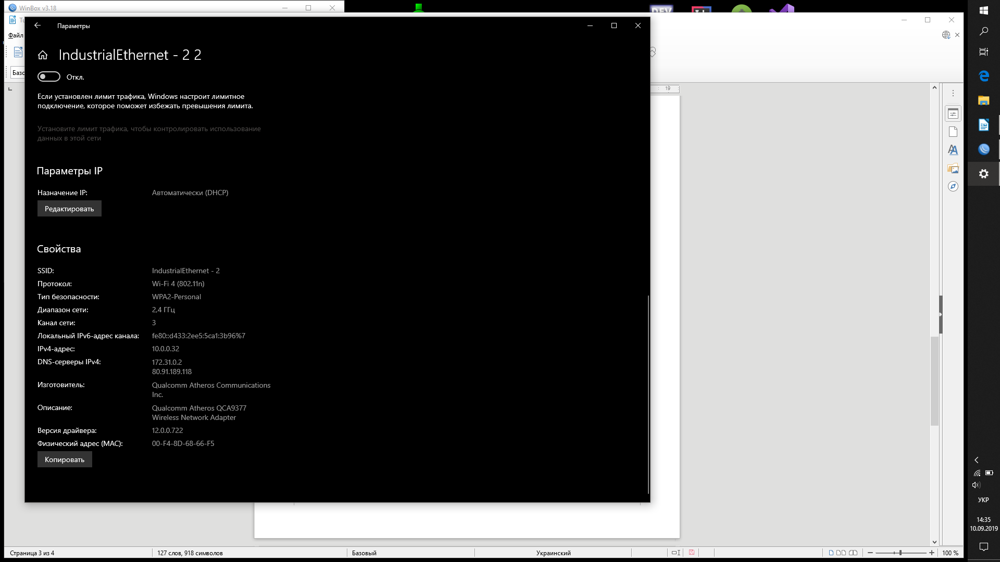 WinBox v3.18
Параметры
Файл
IndustrialEthernet - 2 2
Откл.
Если установлен лимит трафика, Windows настроит лимитное
подключение, которое поможет избежать превышения лимита.
Установите лимит трафика, чтобы контролировать использование
данных в этой сети
Параметры IP
Назначение IP: Автоматически (DHCP)
Редактировать
Свойства
SSID: IndustrialEthernet - 2
Протокол: Wi-Fi 4 (802.11n)
Тип безопасности: WPA2-Personal
Диапазон сети: 2,4 ГГц
Канал сети: 3
Локальный IPv6-адрес канала: fe80::d433:2ee5:5ca1:3b96%7
IPv4-адрес: 10.0.0.32
DNS-серверы IPv4: 172.31.0.2
80.91.189.118
Изготовитель: Qualcomm Atheros Communications
Inc.
Описание: Qualcomm Atheros QCA9377
Wireless Network Adapter
Версия драйвера: 12.0.0.722
Физический адрес (MAC): 00-F4-8D-68-66-F5
Копировать
19
DEV
УКР
14:35
10.09.2019
Страница 3 из 4 127 слов, 918 символов Базовый Украинский 100 %